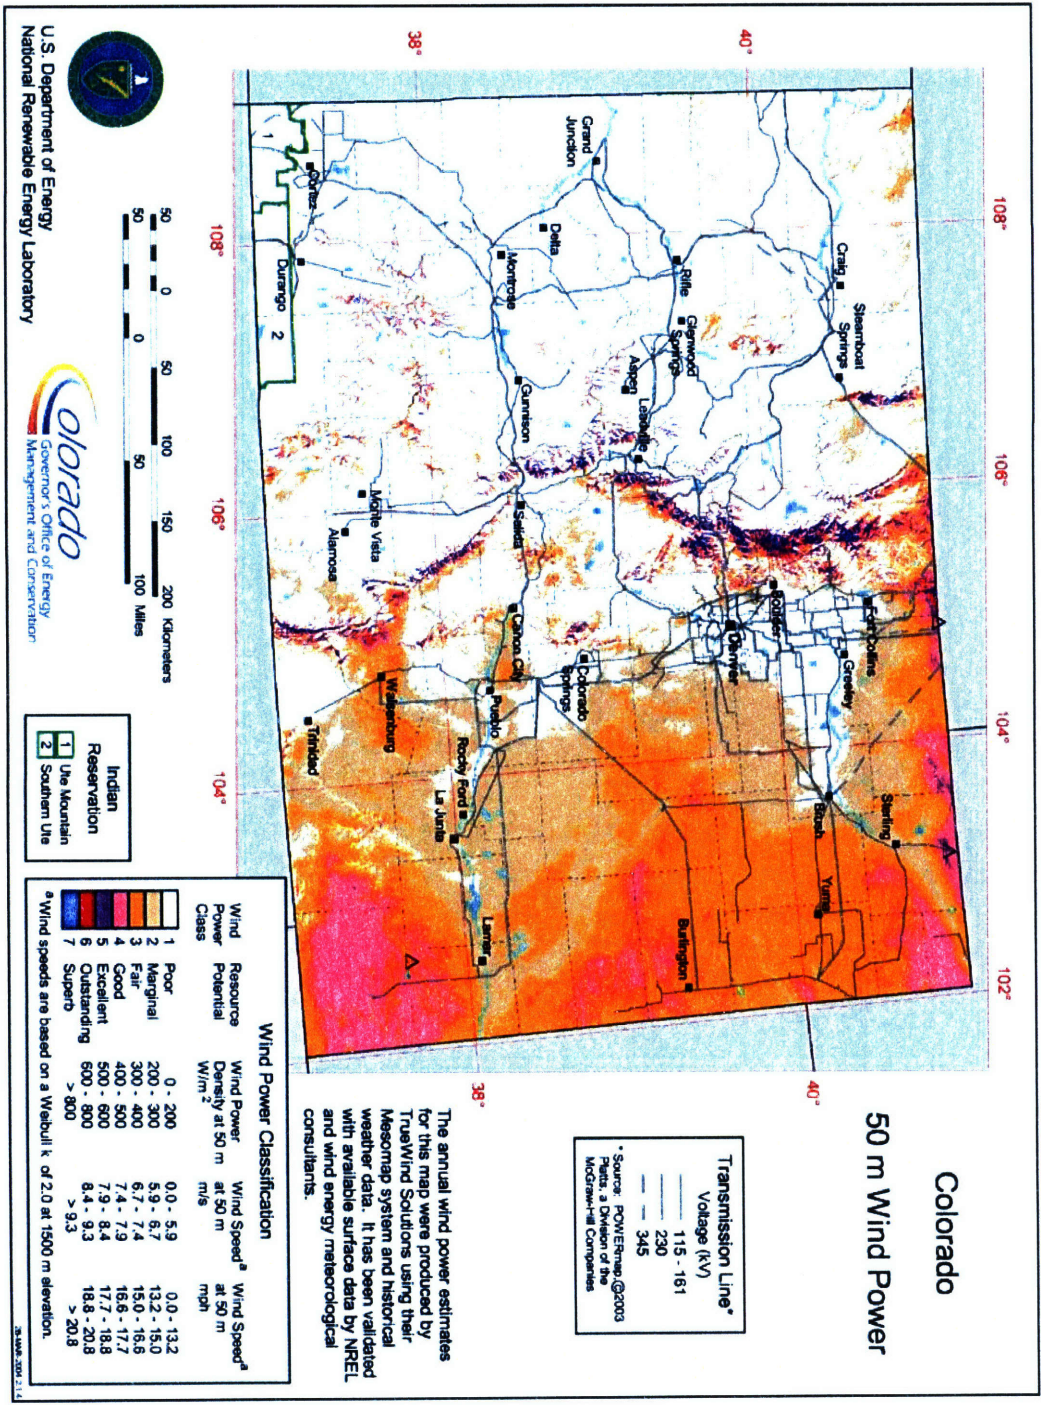 Colorado
50 m Wind Power
Transmission Line*
Voltage (kV)
115 - 161
230
345
* Source: POWERmap, ©2003
Platts, a Division of the
McGraw-Hill Companies
The annual wind power estimates
for this map were produced by
TrueWind Solutions using their
Mesomap system and historical
weather data. It has been validated
with available surface data by NREL
and wind energy meteorological
consultants.
108°
106°
104°
102°
40°
40°
38°
38°
108°
106°
104°
Craig
Steamboat
Springs
Fort Collins
Greeley
Sterling
Boulder
Brush
Yuma
Rifle
Glenwood
Springs
Denver
Grand
Junction
Aspen
Leadville
Burlington
Delta
Colorado
Springs
Montrose
Gunnison
Salida
Canon City
Pueblo
Rocky Ford
La Junta
Lamar
Cortez
Durango
Monte Vista
Alamosa
Walsenburg
Trinidad
1
2
50 0 50 100 150 200 Kilometers
50 0 50 100 Miles
U.S. Department of Energy
National Renewable Energy Laboratory
Colorado
Governor's Office of Energy
Management and Conservation
Indian
Reservation
1 Ute Mountain
2 Southern Ute
Wind Power Classification
Wind Resource Wind Power Wind Speedª Wind Speedª
Power Potential Density at 50 m at 50 m at 50 m
Class W/m² m/s mph
1 Poor 0 - 200 0.0 - 5.9 0.0 - 13.2
2 Marginal 200 - 300 5.9 - 6.7 13.2 - 15.0
3 Fair 300 - 400 6.7 - 7.4 15.0 - 16.6
4 Good 400 - 500 7.4 - 7.9 16.6 - 17.7
5 Excellent 500 - 600 7.9 - 8.4 17.7 - 18.8
6 Outstanding 600 - 800 8.4 - 9.3 18.8 - 20.8
7 Superb > 800 > 9.3 > 20.8
ª Wind speeds are based on a Weibull k of 2.0 at 1500 m elevation.